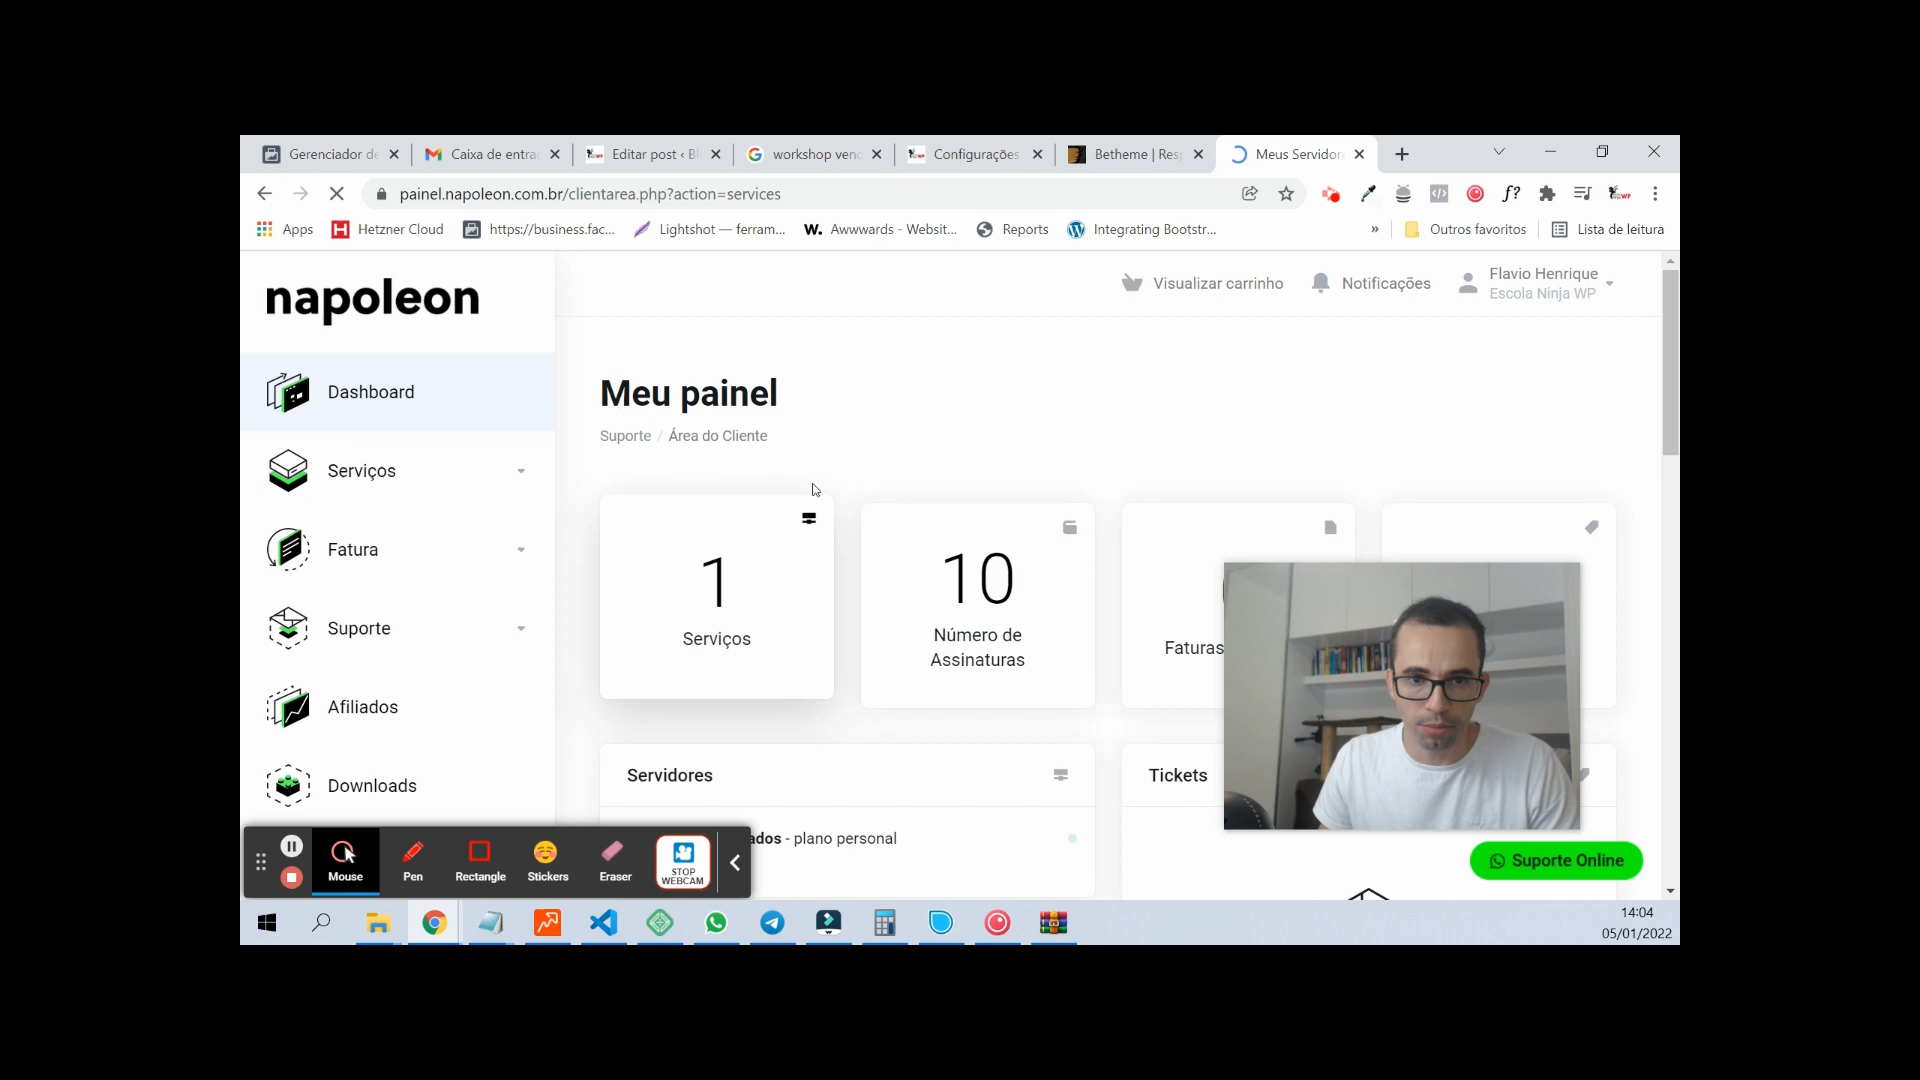 Gerenciador de
Caixa de entra
Editar post ‹ Bl
workshop venc
Configurações
Betheme | Resp
Meus Servidor
painel.napoleon.com.br/clientarea.php?action=services
Apps
Hetzner Cloud
https://business.fac...
Lightshot — ferram...
W. Awwwards - Websit...
Reports
Integrating Bootstr...
»
Outros favoritos
Lista de leitura
napoleon
Visualizar carrinho
Notificações
Flavio Henrique
Escola Ninja WP
Dashboard
Serviços
Fatura
Suporte
Afiliados
Downloads
Meu painel
Suporte / Área do Cliente
1
Serviços
10
Número de
Assinaturas
Faturas
Servidores
ados - plano personal
Tickets
Suporte Online
Mouse
Pen
Rectangle
Stickers
Eraser
STOP
WEBCAM
14:04
05/01/2022